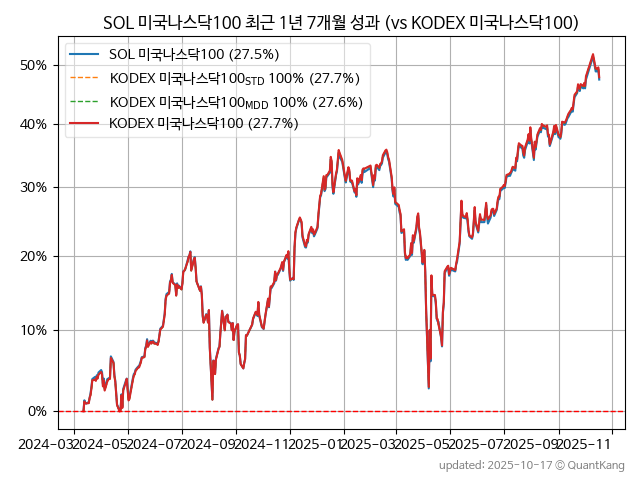 SOL 미국나스닥100 최근 1년 7개월 성과 (vs KODEX 미국나스닥100)
SOL 미국나스닥100 (27.5%)
KODEX 미국나스닥100STD 100% (27.7%)
KODEX 미국나스닥100MDD 100% (27.6%)
KODEX 미국나스닥100 (27.7%)
50%
40%
30%
20%
10%
0%
2024-03 2024-05 2024-07 2024-09 2024-11 2025-01 2025-03 2025-05 2025-07 2025-09 2025-11
updated: 2025-10-17 © QuantKang